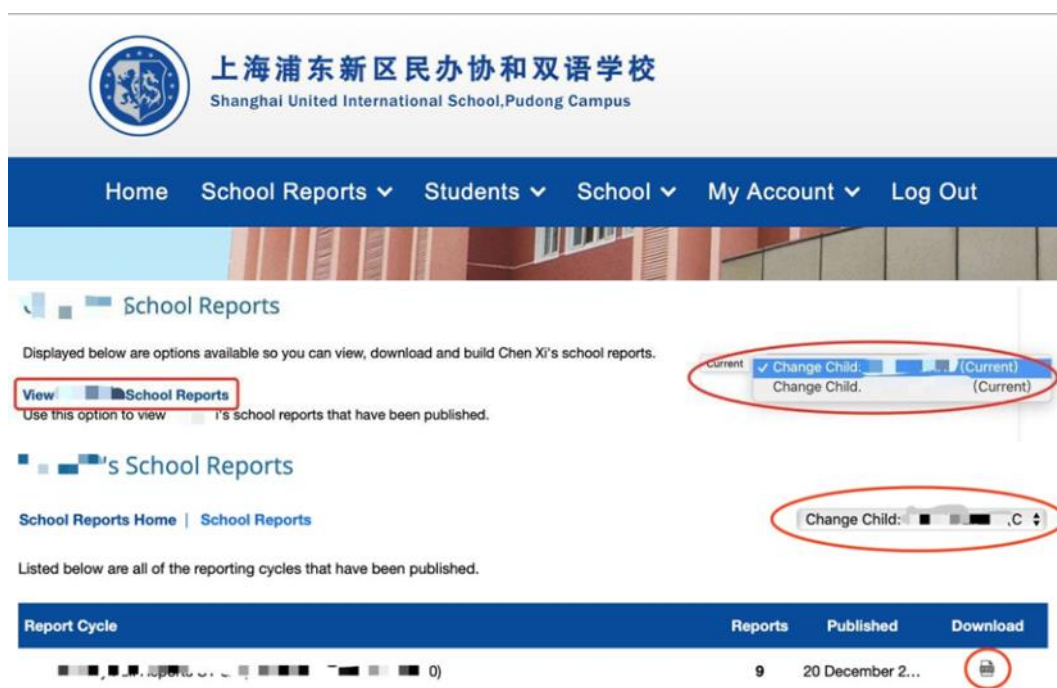 上海浦东新区民办协和双语学校
Shanghai United International School,Pudong Campus
Home School Reports Students School My Account Log Out
School Reports
Displayed below are options available so you can view, download and build Chen Xi's school reports.
Current
Change Child. (Current)
Change Child. (Current)
View School Reports
Use this option to view i's school reports that have been published.
's School Reports
School Reports Home | School Reports
Change Child: ,C
Listed below are all of the reporting cycles that have been published.
Report Cycle Reports Published Download
0) 9 20 December 2...